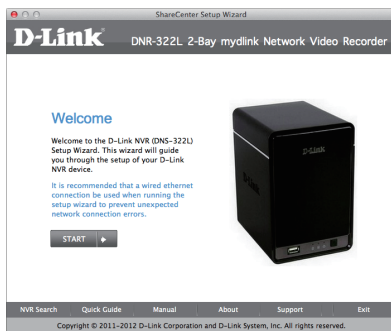 ShareCenter Setup Wizard
D-Link
DNR-322L 2-Bay mydlink Network Video Recorder
Welcome
Welcome to the D-Link NVR (DNS-322L)
Setup Wizard. This wizard will guide
you through the setup of your D-Link
NVR device.
It is recommended that a wired ethernet
connection be used when running the
setup wizard to prevent unexpected
network connection errors.
START
D-Link
D-Link
NVR Search Quick Guide Manual About Support Exit
Copyright © 2011-2012 D-Link Corporation and D-Link System, Inc. All rights reserved.